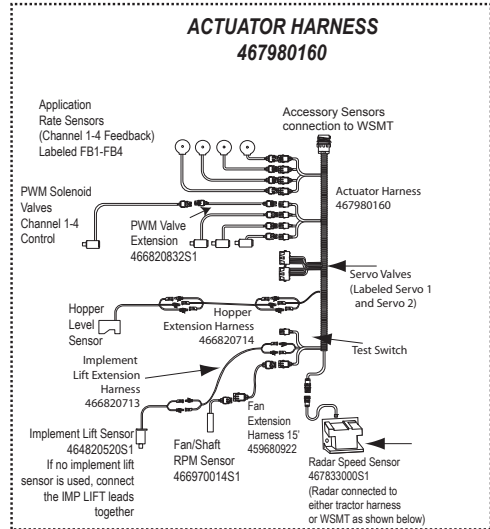 ACTUATOR HARNESS
467980160
Application
Rate Sensors
(Channel 1-4 Feedback)
Labeled FB1-FB4
Accessory Sensors
connection to WSMT
PWM Solenoid
Valves
Channel 1-4
Control
PWM Valve
Extension
466820832S1
Actuator Harness
467980160
Servo Valves
(Labeled Servo 1
and Servo 2)
Hopper
Level
Sensor
Hopper
Extension Harness
466820714
Test Switch
Implement
Lift Extension
Harness
466820713
Implement Lift Sensor
464820520S1
If no implement lift
sensor is used, connect
the IMP LIFT leads
together
Fan/Shaft
RPM Sensor
466970014S1
Fan
Extension
Harness 15'
459680922
Radar Speed Sensor
467833000S1
(Radar connected to
either tractor harness
or WSMT as shown below)